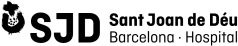 SJD Sant Joan de Déu
Barcelona · Hospital